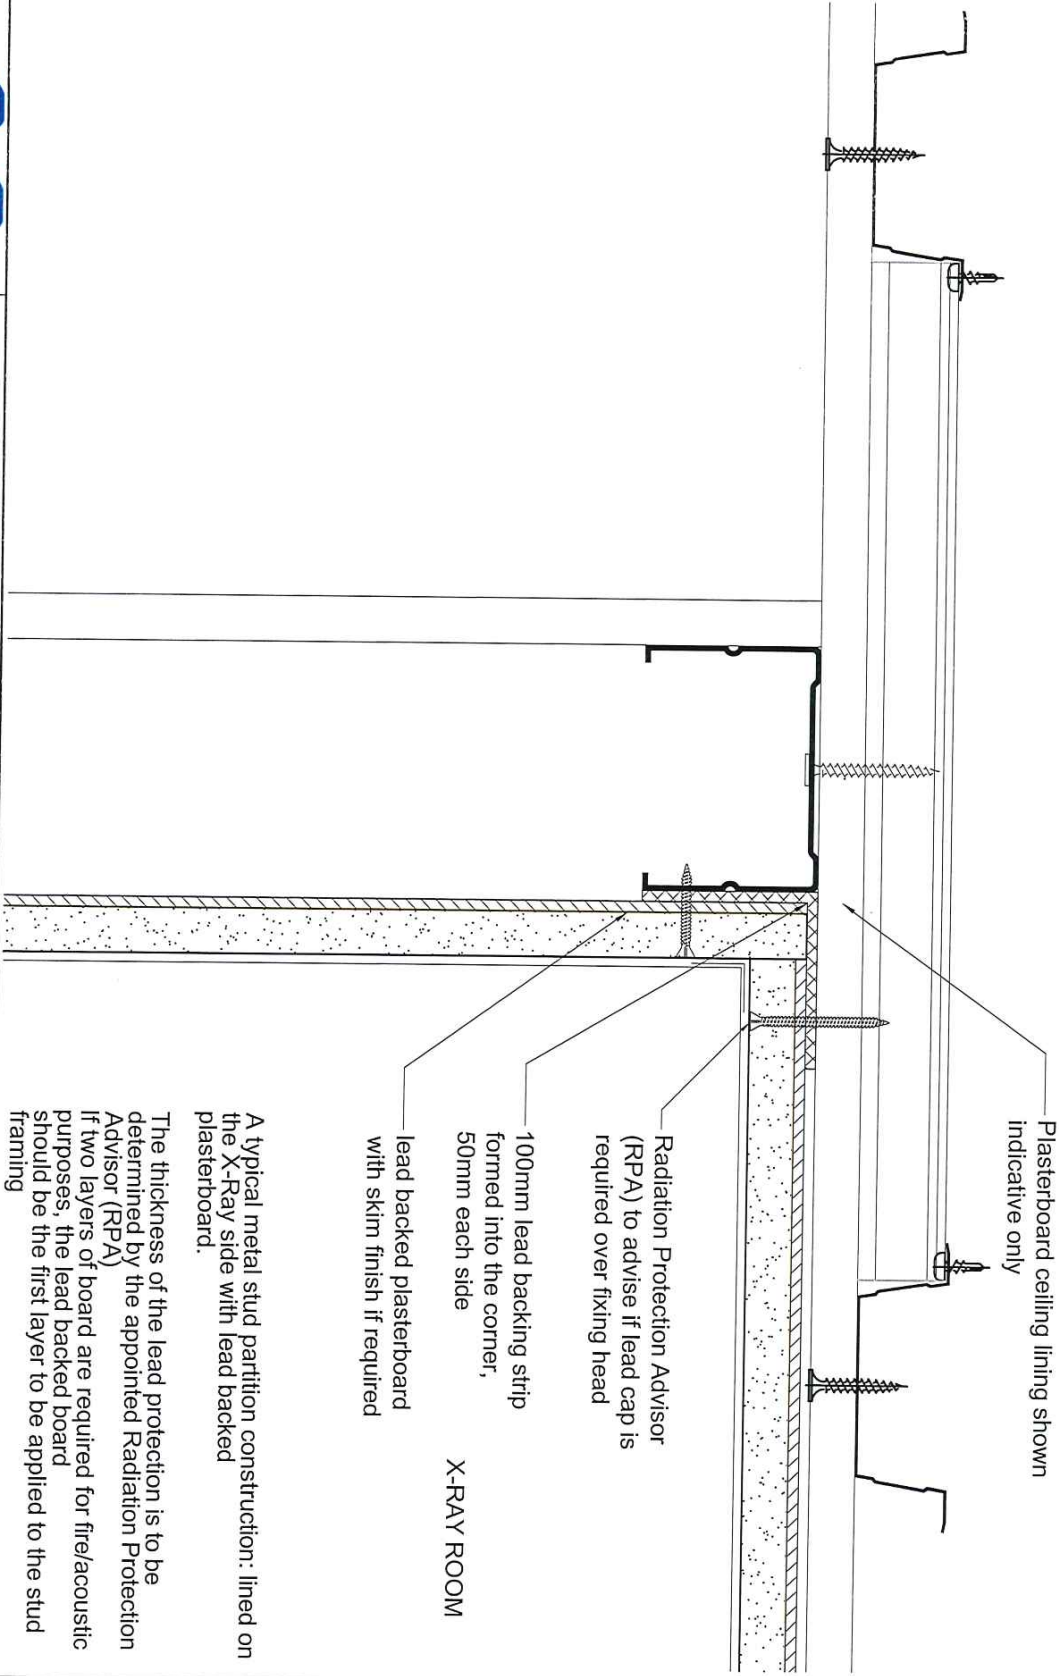 Plasterboard ceiling lining shown
indicative only
Radiation Protection Advisor
(RPA) to advise if lead cap is
required over fixing head
100mm lead backing strip
formed into the corner,
50mm each side
X-RAY ROOM
lead backed plasterboard
with skim finish if required
A typical metal stud partition construction: lined on
the X-Ray side with lead backed
plasterboard.
The thickness of the lead protection is to be
determined by the appointed Radiation Protection
Advisor (RPA)
If two layers of board are required for fire/acoustic
purposes, the lead backed board
should be the first layer to be applied to the stud
framing